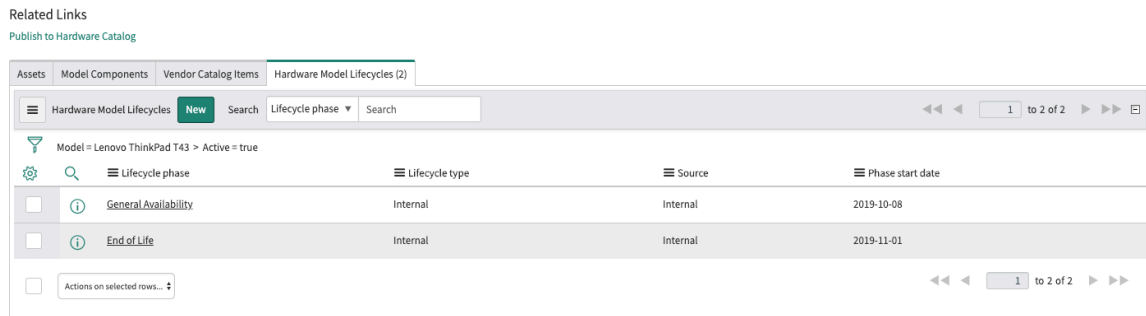 Related Links
Publish to Hardware Catalog
Assets Model Components Vendor Catalog Items Hardware Model Lifecycles (2)
Hardware Model Lifecycles New Search Lifecycle phase Search 1 to 2 of 2
Model = Lenovo ThinkPad T43 > Active = true
Lifecycle phase Lifecycle type Source Phase start date
General Availability Internal Internal 2019-10-08
End of Life Internal Internal 2019-11-01
Actions on selected rows... 1 to 2 of 2